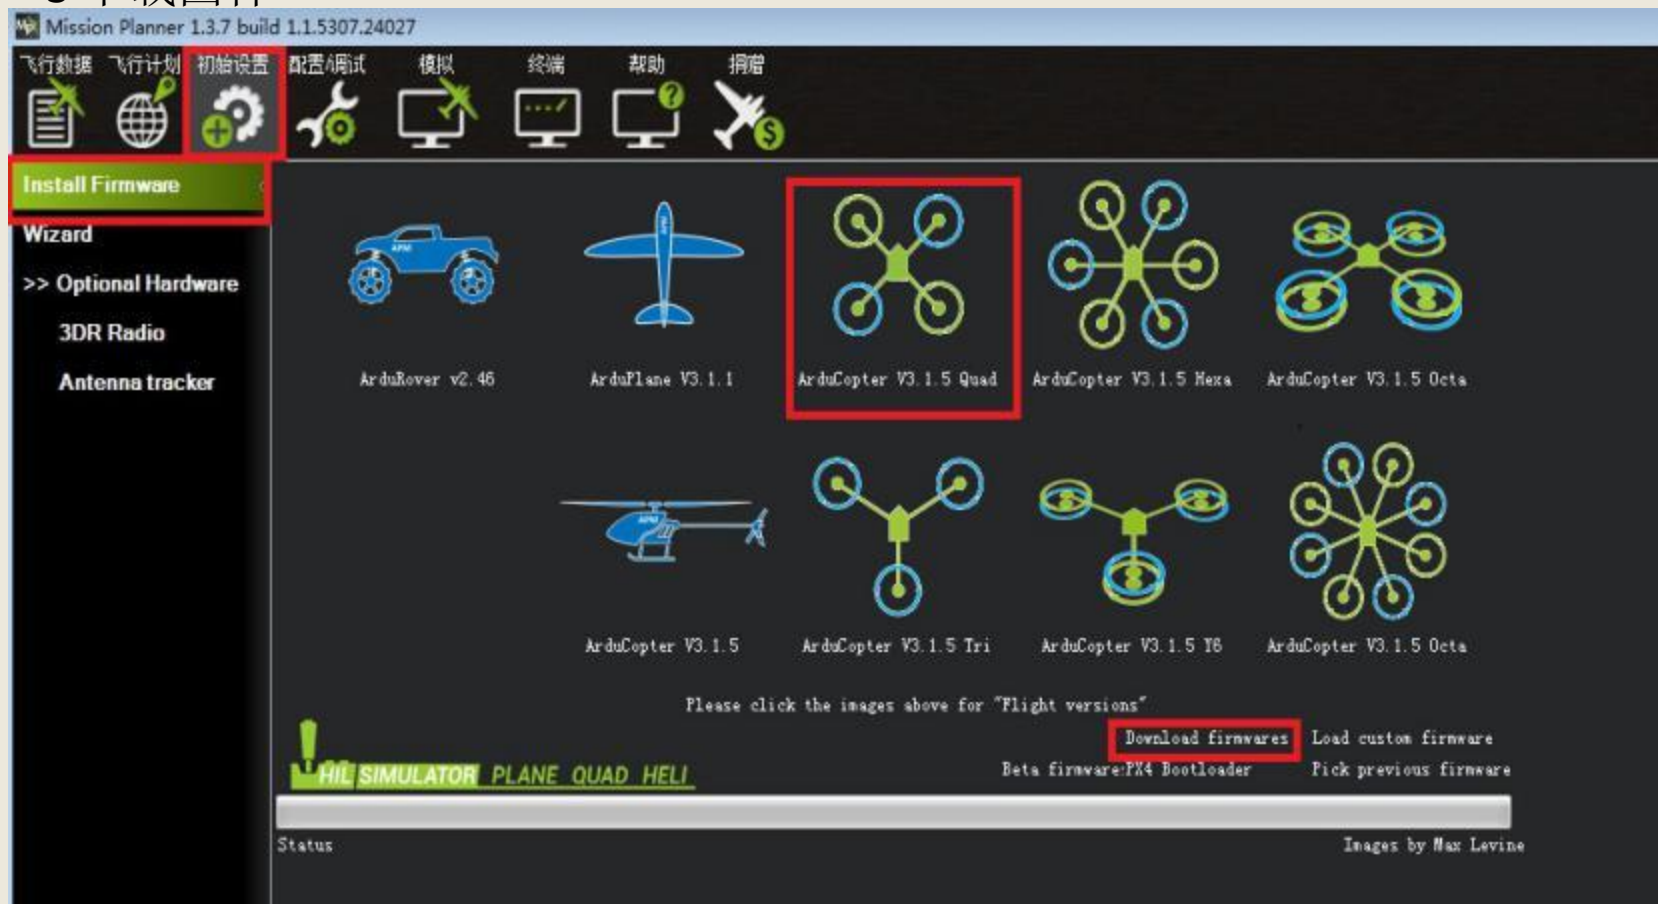 Mission Planner 1.3.7 build 1.1.5307.24027
飞行数据 飞行计划 初始设置 配置/调试 模拟 终端 帮助 捐赠
Install Firmware
Wizard
>> Optional Hardware
3DR Radio
Antenna tracker
APM
APM
ArduRover v2.46 ArduPlane V3.1.1 ArduCopter V3.1.5 Quad ArduCopter V3.1.5 Hexa ArduCopter V3.1.5 Octa
APM
ArduCopter V3.1.5 ArduCopter V3.1.5 Tri ArduCopter V3.1.5 Y6 ArduCopter V3.1.5 Octa
Please click the images above for "Flight versions"
Download firmwares Load custom firmware
HIL SIMULATOR PLANE QUAD HELI
Beta firmware PX4 Bootloader Pick previous firmware
Status Images by Max Levine